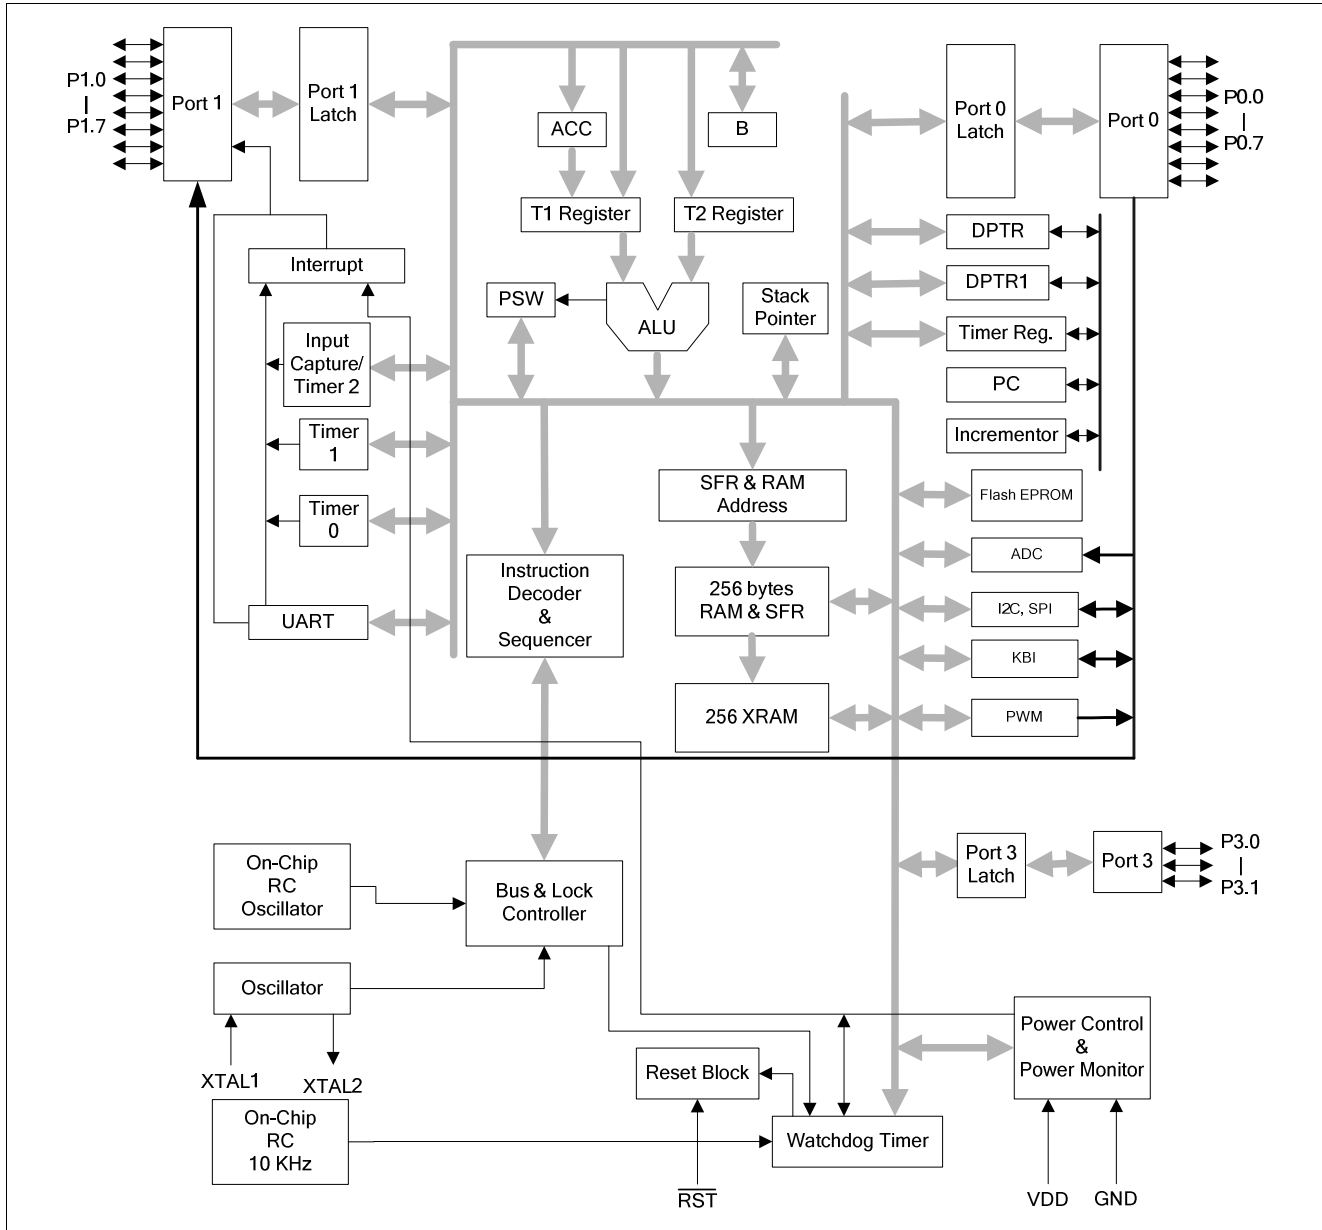 P1.0
|
P1.7
Port 1
Port 1
Latch
ACC
B
T1 Register
T2 Register
Port 0
Latch
Port 0
P0.0
|
P0.7
Interrupt
PSW
ALU
Stack
Pointer
DPTR
DPTR1
Timer Reg.
PC
Incrementor
Input
Capture/
Timer 2
Timer
1
Timer
0
UART
SFR & RAM
Address
Flash EPROM
ADC
I2C, SPI
KBI
PWM
Instruction
Decoder
&
Sequencer
256 bytes
RAM & SFR
256 XRAM
On-Chip
RC
Oscillator
Bus & Lock
Controller
Port 3
Latch
Port 3
P3.0
|
P3.1
Oscillator
XTAL1
XTAL2
Power Control
&
Power Monitor
Reset Block
On-Chip
RC
10 KHz
Watchdog Timer
RST
VDD
GND